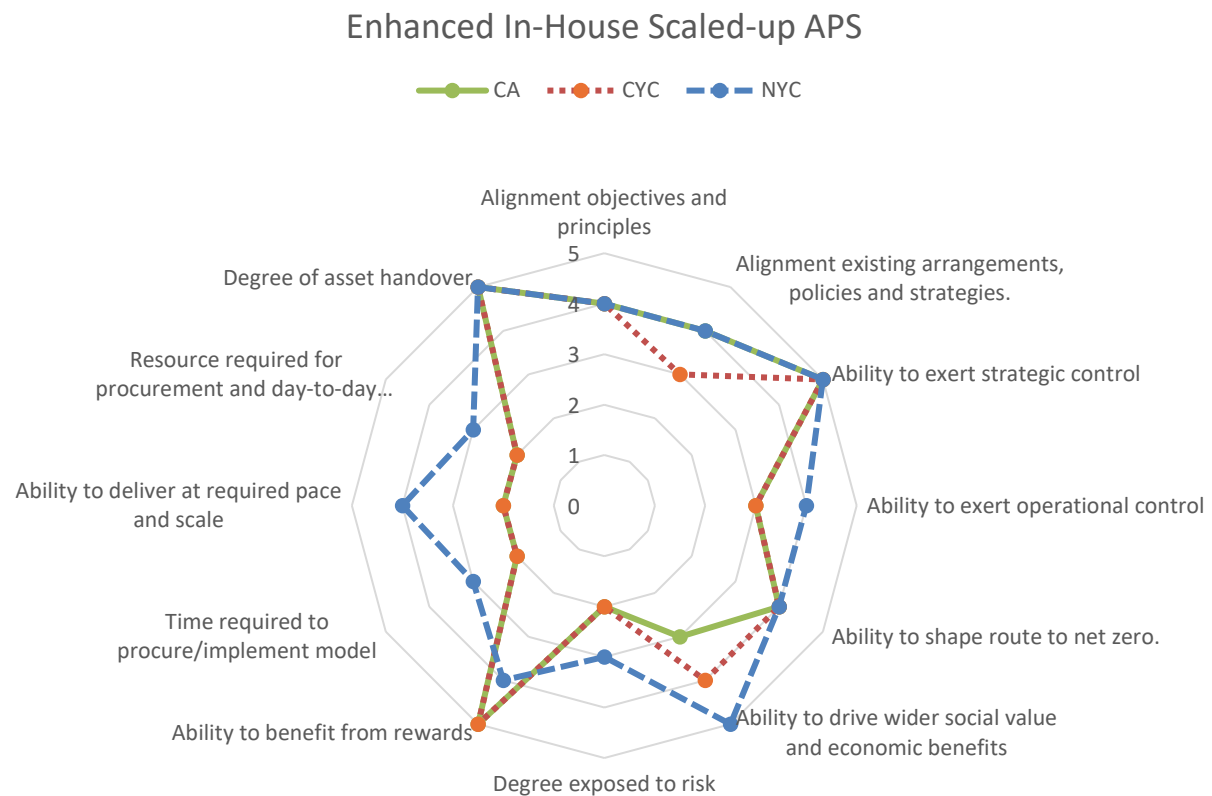 Enhanced In-House Scaled-up APS
CA
CYC
NYC
Alignment objectives and
principles
Alignment existing arrangements,
policies and strategies.
Ability to exert strategic control
Ability to exert operational control
Ability to shape route to net zero.
Ability to drive wider social value
and economic benefits
Degree exposed to risk
Ability to benefit from rewards
Time required to
procure/implement model
Ability to deliver at required pace
and scale
Resource required for
procurement and day-to-day...
Degree of asset handover
5
4
3
2
1
0